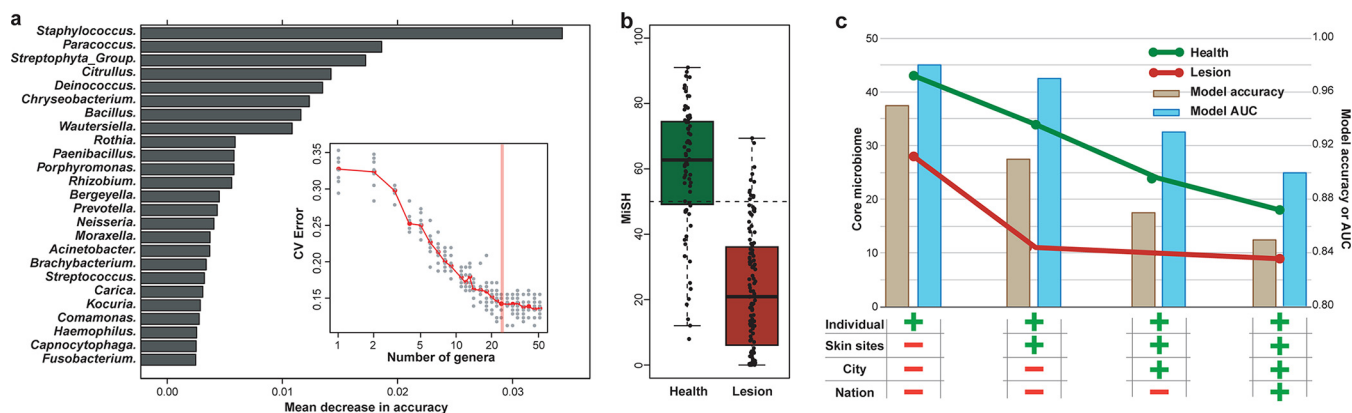 a
Staphylococcus.
Paracoccus.
Streptophyta_Group.
Citrullus.
Deinococcus.
Chryseobacterium.
Bacillus.
Wautersiella.
Rothia.
Paenibacillus.
Porphyromonas.
Rhizobium.
Bergeyella.
Prevotella.
Neisseria.
Moraxella.
Acinetobacter.
Brachybacterium.
Streptococcus.
Carica.
Kocuria.
Comamonas.
Haemophilus.
Capnocytophaga.
Fusobacterium.
0.00 0.01 0.02 0.03
Mean decrease in accuracy
CV Error
0.35
0.30
0.25
0.20
0.15
1 2 5 10 20 50
Number of genera
b
MiSH
100
80
60
40
20
0
Health Lesion
c
Core microbiome
50
40
30
20
10
0
Health
Lesion
Model accuracy
Model AUC
1.00
0.96
0.92
0.88
0.84
0.80
Model accuracy or AUC
Individual + + + +
Skin sites − + + +
City − − + +
Nation − − − +